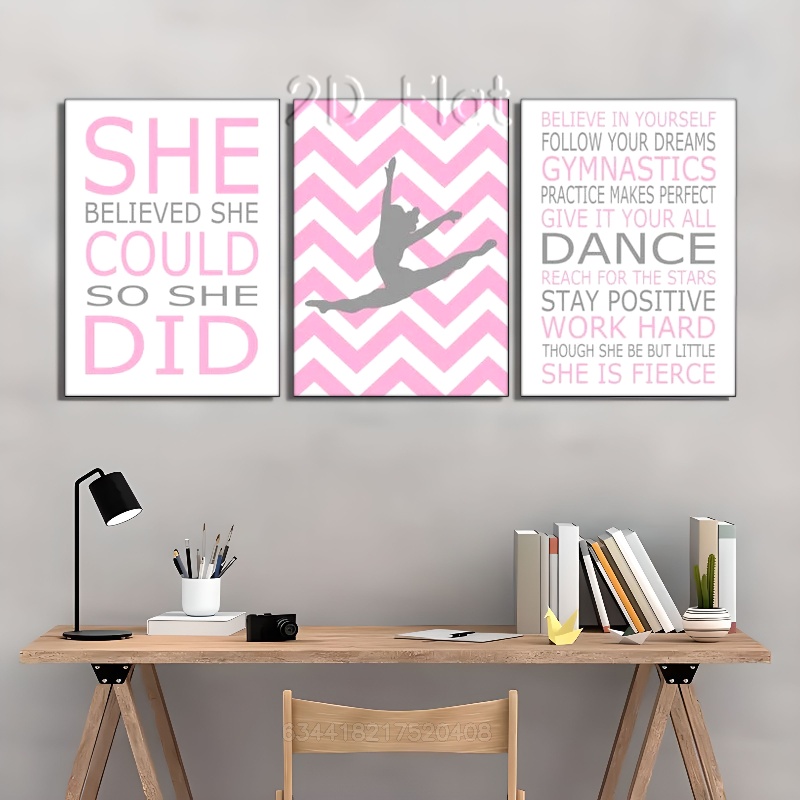 2D Flat
SHE
BELIEVED SHE
COULD
SO SHE
DID
BELIEVE IN YOURSELF
FOLLOW YOUR DREAMS
GYMNASTICS
PRACTICE MAKES PERFECT
GIVE IT YOUR ALL
DANCE
REACH FOR THE STARS
STAY POSITIVE
WORK HARD
THOUGH SHE BE BUT LITTLE
SHE IS FIERCE
6344182175204​08